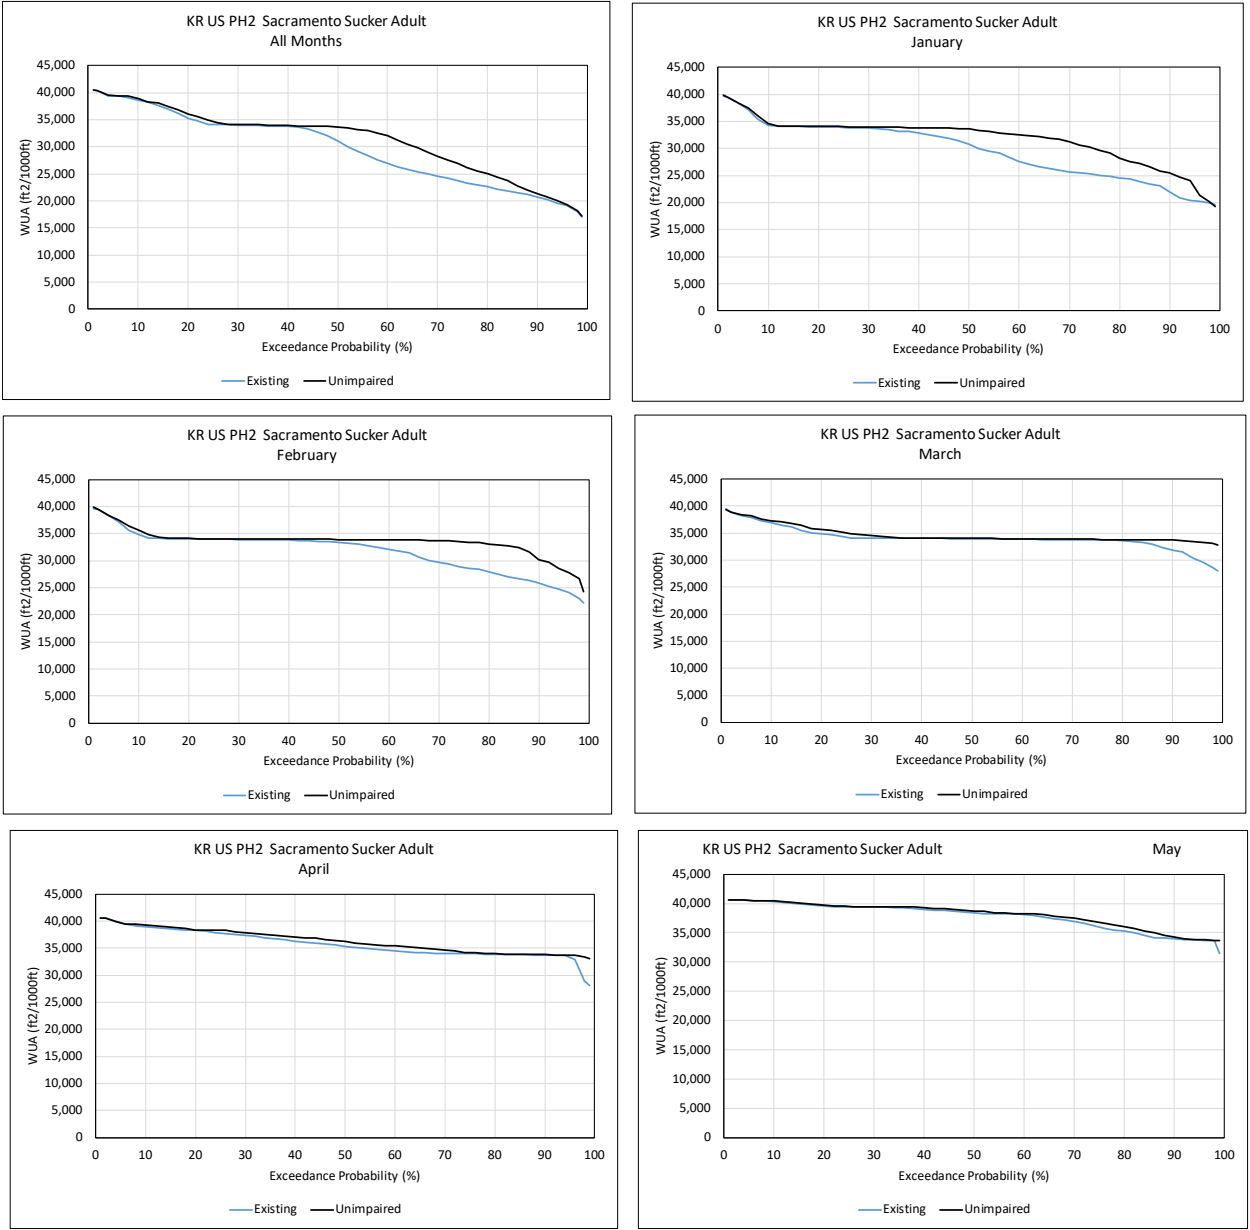 KR US PH2 Sacramento Sucker Adult
All Months
45,000
40,000
35,000
30,000
25,000
20,000
15,000
10,000
5,000
0
WUA (ft2/1000ft)
0 10 20 30 40 50 60 70 80 90 100
Exceedance Probability (%)
Existing Unimpaired
KR US PH2 Sacramento Sucker Adult
January
45,000
40,000
35,000
30,000
25,000
20,000
15,000
10,000
5,000
0
WUA (ft2/1000ft)
0 10 20 30 40 50 60 70 80 90 100
Exceedance Probability (%)
Existing Unimpaired
KR US PH2 Sacramento Sucker Adult
February
45,000
40,000
35,000
30,000
25,000
20,000
15,000
10,000
5,000
0
WUA (ft2/1000ft)
0 10 20 30 40 50 60 70 80 90 100
Exceedance Probability (%)
Existing Unimpaired
KR US PH2 Sacramento Sucker Adult
March
45,000
40,000
35,000
30,000
25,000
20,000
15,000
10,000
5,000
0
WUA (ft2/1000ft)
0 10 20 30 40 50 60 70 80 90 100
Exceedance Probability (%)
Existing Unimpaired
KR US PH2 Sacramento Sucker Adult
April
45,000
40,000
35,000
30,000
25,000
20,000
15,000
10,000
5,000
0
WUA (ft2/1000ft)
0 10 20 30 40 50 60 70 80 90 100
Exceedance Probability (%)
Existing Unimpaired
KR US PH2 Sacramento Sucker Adult May
45,000
40,000
35,000
30,000
25,000
20,000
15,000
10,000
5,000
0
WUA (ft2/1000ft)
0 10 20 30 40 50 60 70 80 90 100
Exceedance Probability (%)
Existing Unimpaired